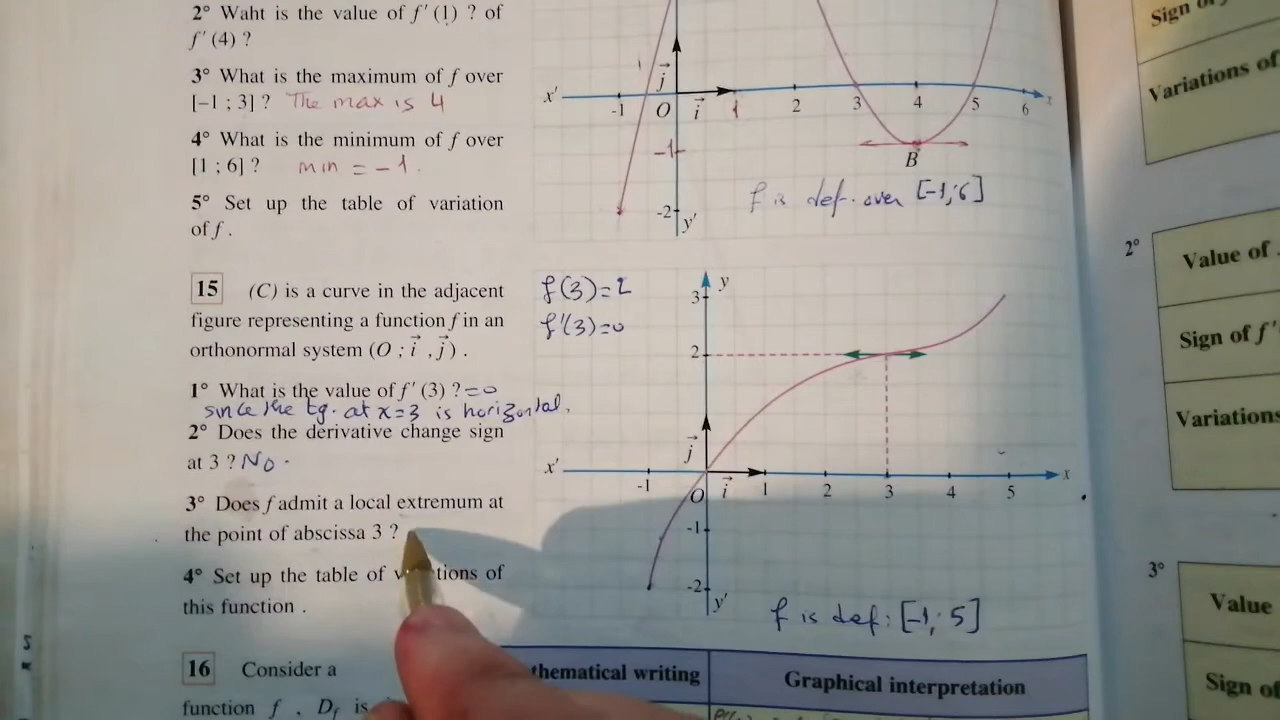 2° Waht is the value of f' (1) ? of
f' (4) ?
3° What is the maximum of f over
[−1 ; 3] ? The max is 4
4° What is the minimum of f over
[1 ; 6] ? min = −1.
5° Set up the table of variation
of f .
x'
-1
O
i
1
2
3
4
5
6
x
j
−1
-2
y'
B
f is def. over [-1; 6]
15 (C) is a curve in the adjacent
figure representing a function f in an
orthonormal system (O ; i , j) .
f(3)=2
f'(3)=0
1° What is the value of f' (3) ? =0
since the tg. at x=3 is horizontal.
2° Does the derivative change sign
at 3 ? No.
3° Does f admit a local extremum at
the point of abscissa 3 ?
4° Set up the table of
tions of
this function .
y
3
2
j
x'
-1
O
i
1
2
3
4
5
x
-1
-2
y'
f is def: [-1; 5]
16 Consider a
function f , Df is
thematical writing
Graphical interpretation
Sign
Variations of
2°
Value of
Sign of f'
Variations
3°
Value
Sign of